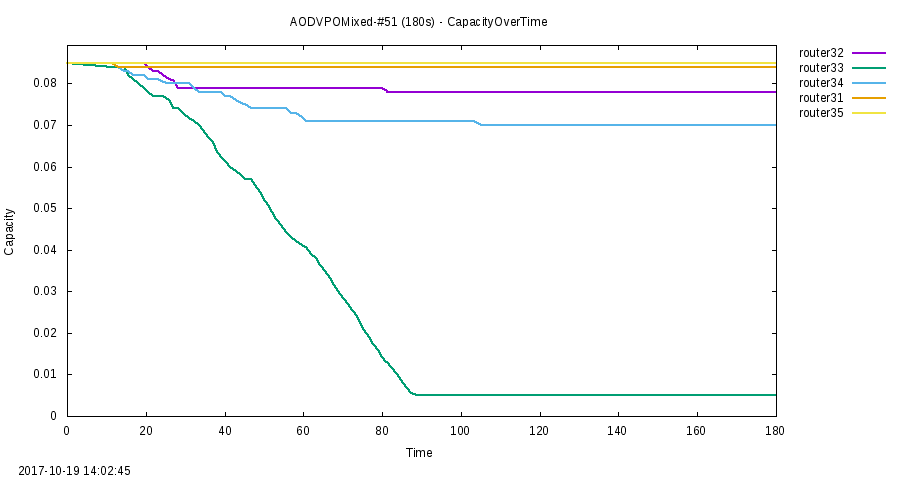 AODVPOMixed-#51 (180s) - CapacityOverTime
router32
router33
router34
router31
router35
0.08
0.07
0.06
0.05
0.04
0.03
0.02
0.01
0
Capacity
0 20 40 60 80 100 120 140 160 180
Time
2017-10-19 14:02:45